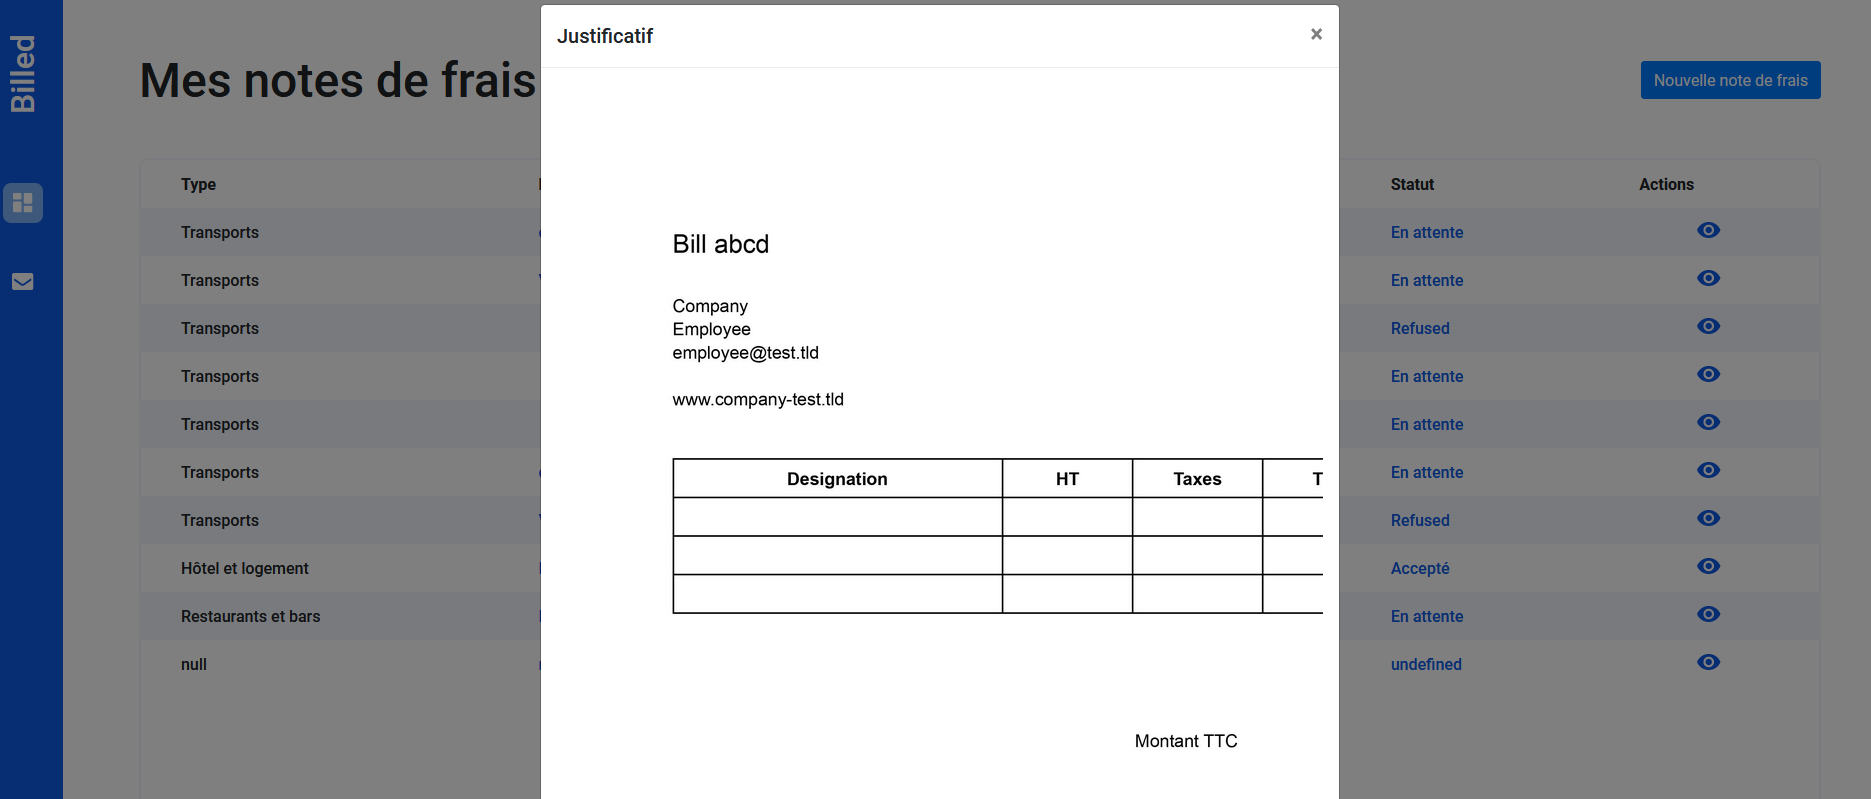 Billed
Mes notes de frais
Nouvelle note de frais
Type
Statut
Actions
Transports
En attente
Transports
En attente
Transports
Refused
Transports
En attente
Transports
En attente
Transports
En attente
Transports
Refused
Hôtel et logement
Accepté
Restaurants et bars
En attente
null
undefined
Justificatif
×
Bill abcd
Company
Employee
employee@test.tld
www.company-test.tld
Designation HT Taxes T
Montant TTC